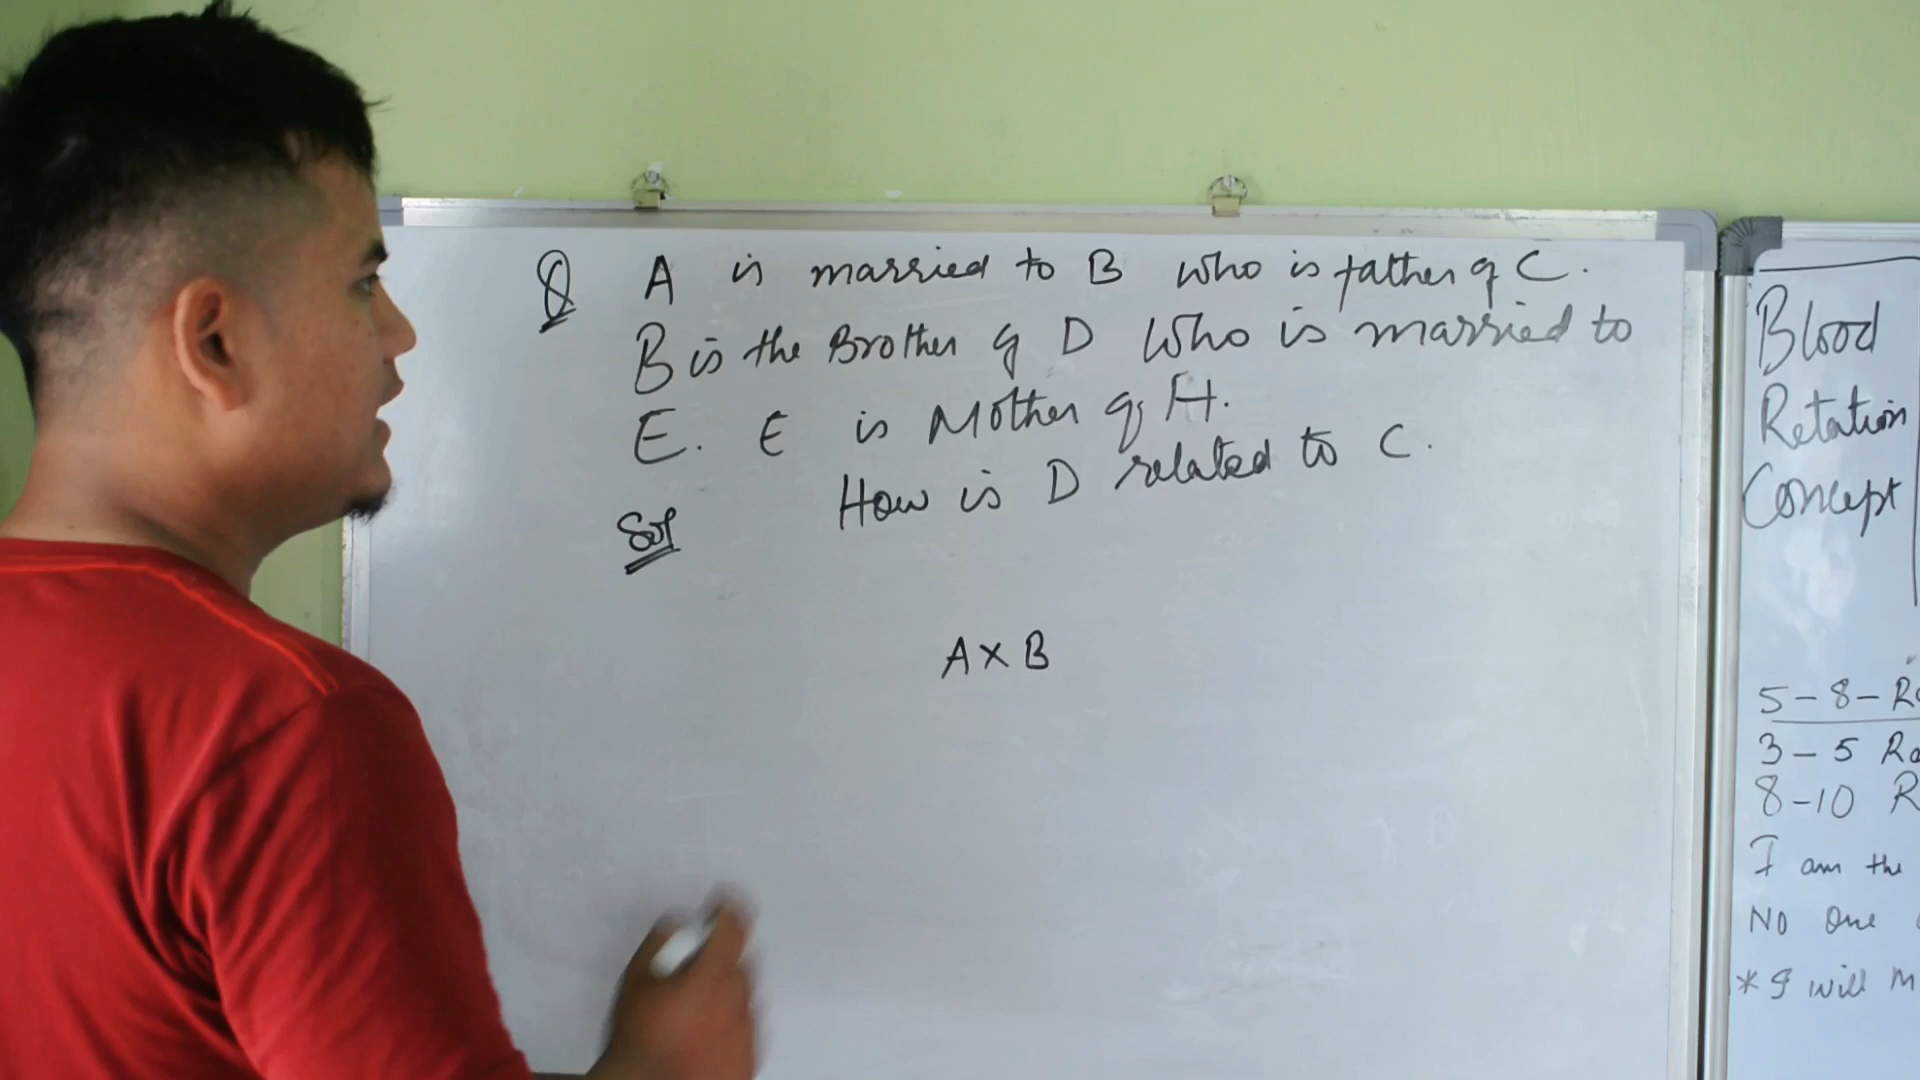 Q A is married to B who is father of C.
B is the Brother of D Who is married to
E. E is Mother of H.
How is D related to C.
Sol
A × B
Blood
Relation
Concept
5 - 8 -
3 - 5
8 - 10
I am the
No One
* I will